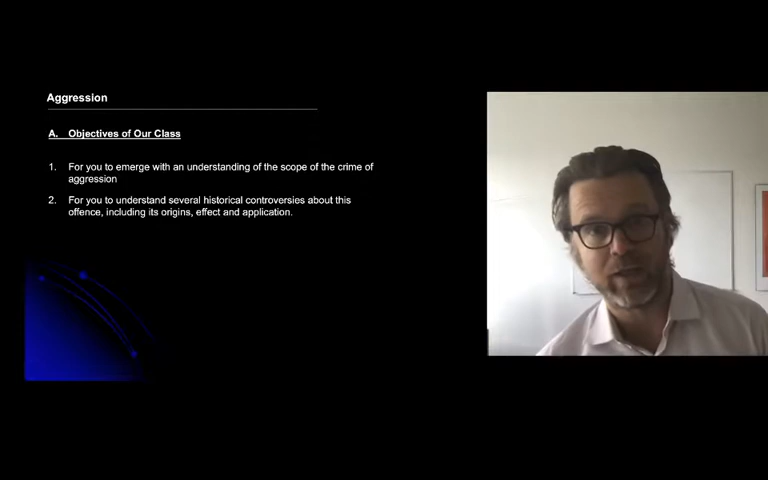 Aggression
A. Objectives of Our Class
1. For you to emerge with an understanding of the scope of the crime of
aggression
2. For you to understand several historical controversies about this
offence, including its origins, effect and application.